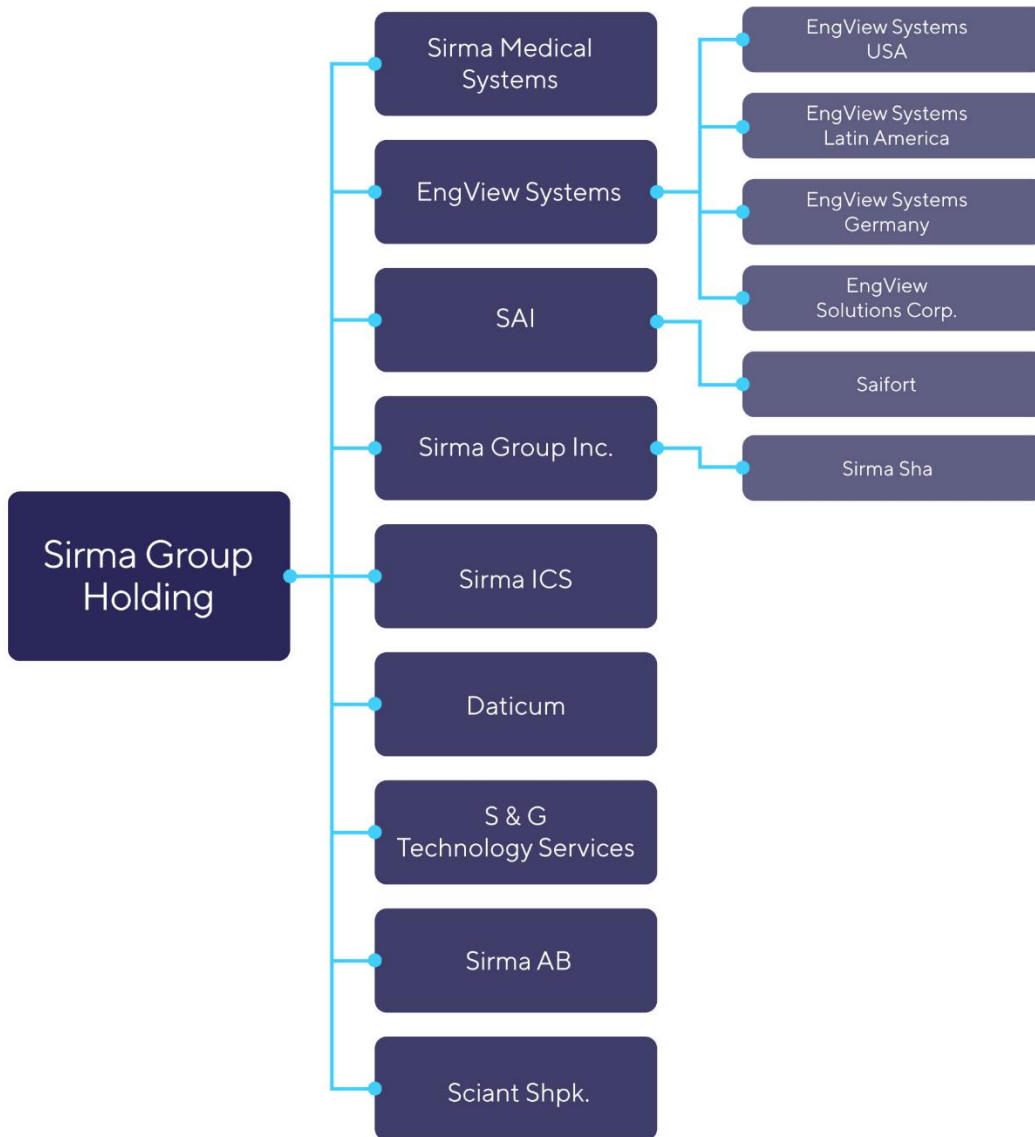 Sirma Group
Holding
Sirma Medical
Systems
EngView Systems
SAI
Sirma Group Inc.
Sirma ICS
Daticum
S & G
Technology Services
Sirma AB
Sciant Shpk.
EngView Systems
USA
EngView Systems
Latin America
EngView Systems
Germany
EngView
Solutions Corp.
Saifort
Sirma Sha